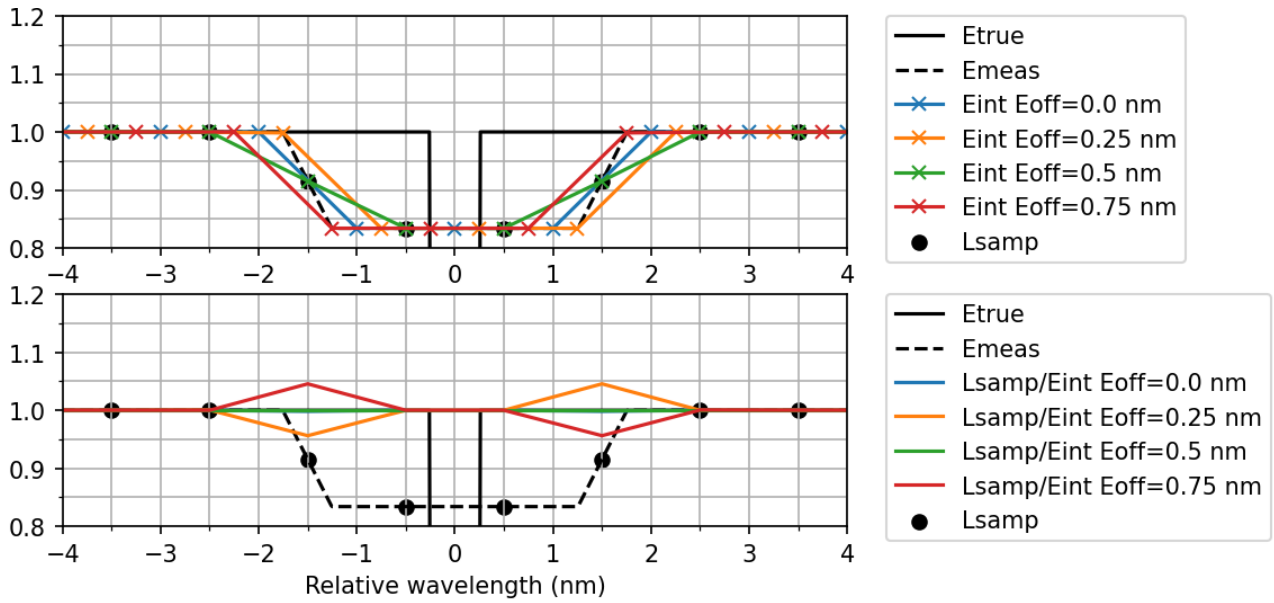 1.2
1.1
1.0
0.9
0.8
−4 −3 −2 −1 0 1 2 3 4
Etrue
Emeas
Eint Eoff=0.0 nm
Eint Eoff=0.25 nm
Eint Eoff=0.5 nm
Eint Eoff=0.75 nm
Lsamp
1.2
1.1
1.0
0.9
0.8
−4 −3 −2 −1 0 1 2 3 4
Relative wavelength (nm)
Etrue
Emeas
Lsamp/Eint Eoff=0.0 nm
Lsamp/Eint Eoff=0.25 nm
Lsamp/Eint Eoff=0.5 nm
Lsamp/Eint Eoff=0.75 nm
Lsamp